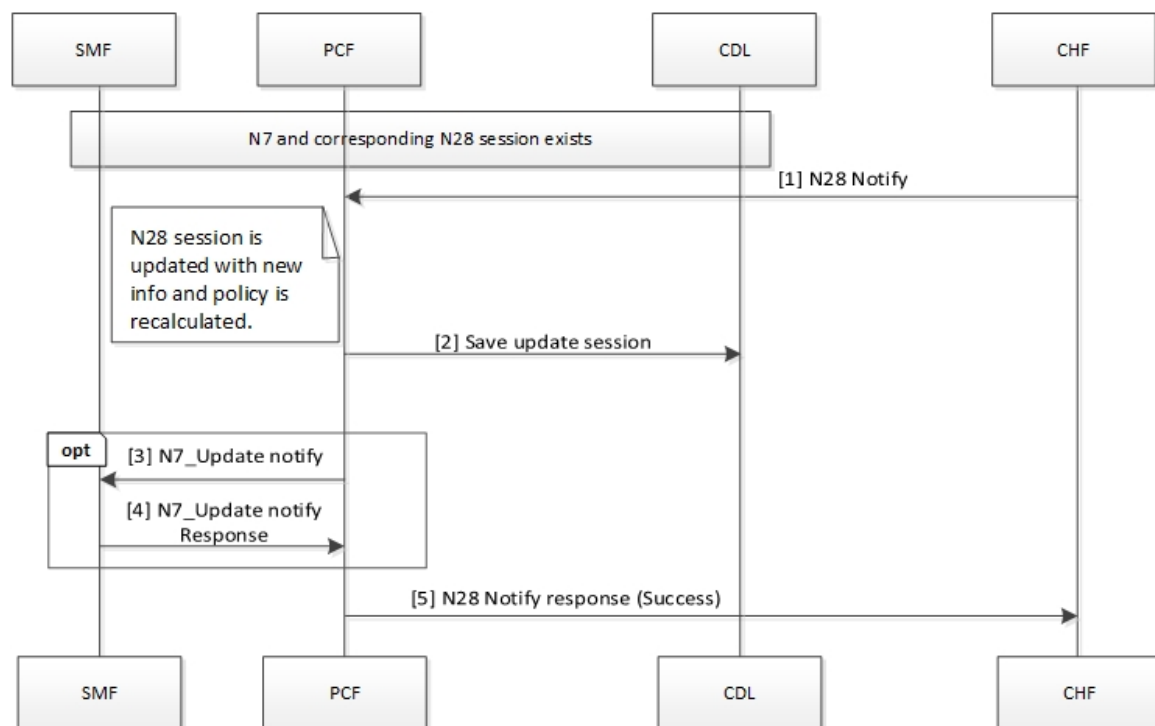 SMF
PCF
CDL
CHF
N7 and corresponding N28 session exists
[1] N28 Notify
N28 session is
updated with new
info and policy is
recalculated.
[2] Save update session
opt
[3] N7_Update notify
[4] N7_Update notify
Response
[5] N28 Notify response (Success)
SMF
PCF
CDL
CHF